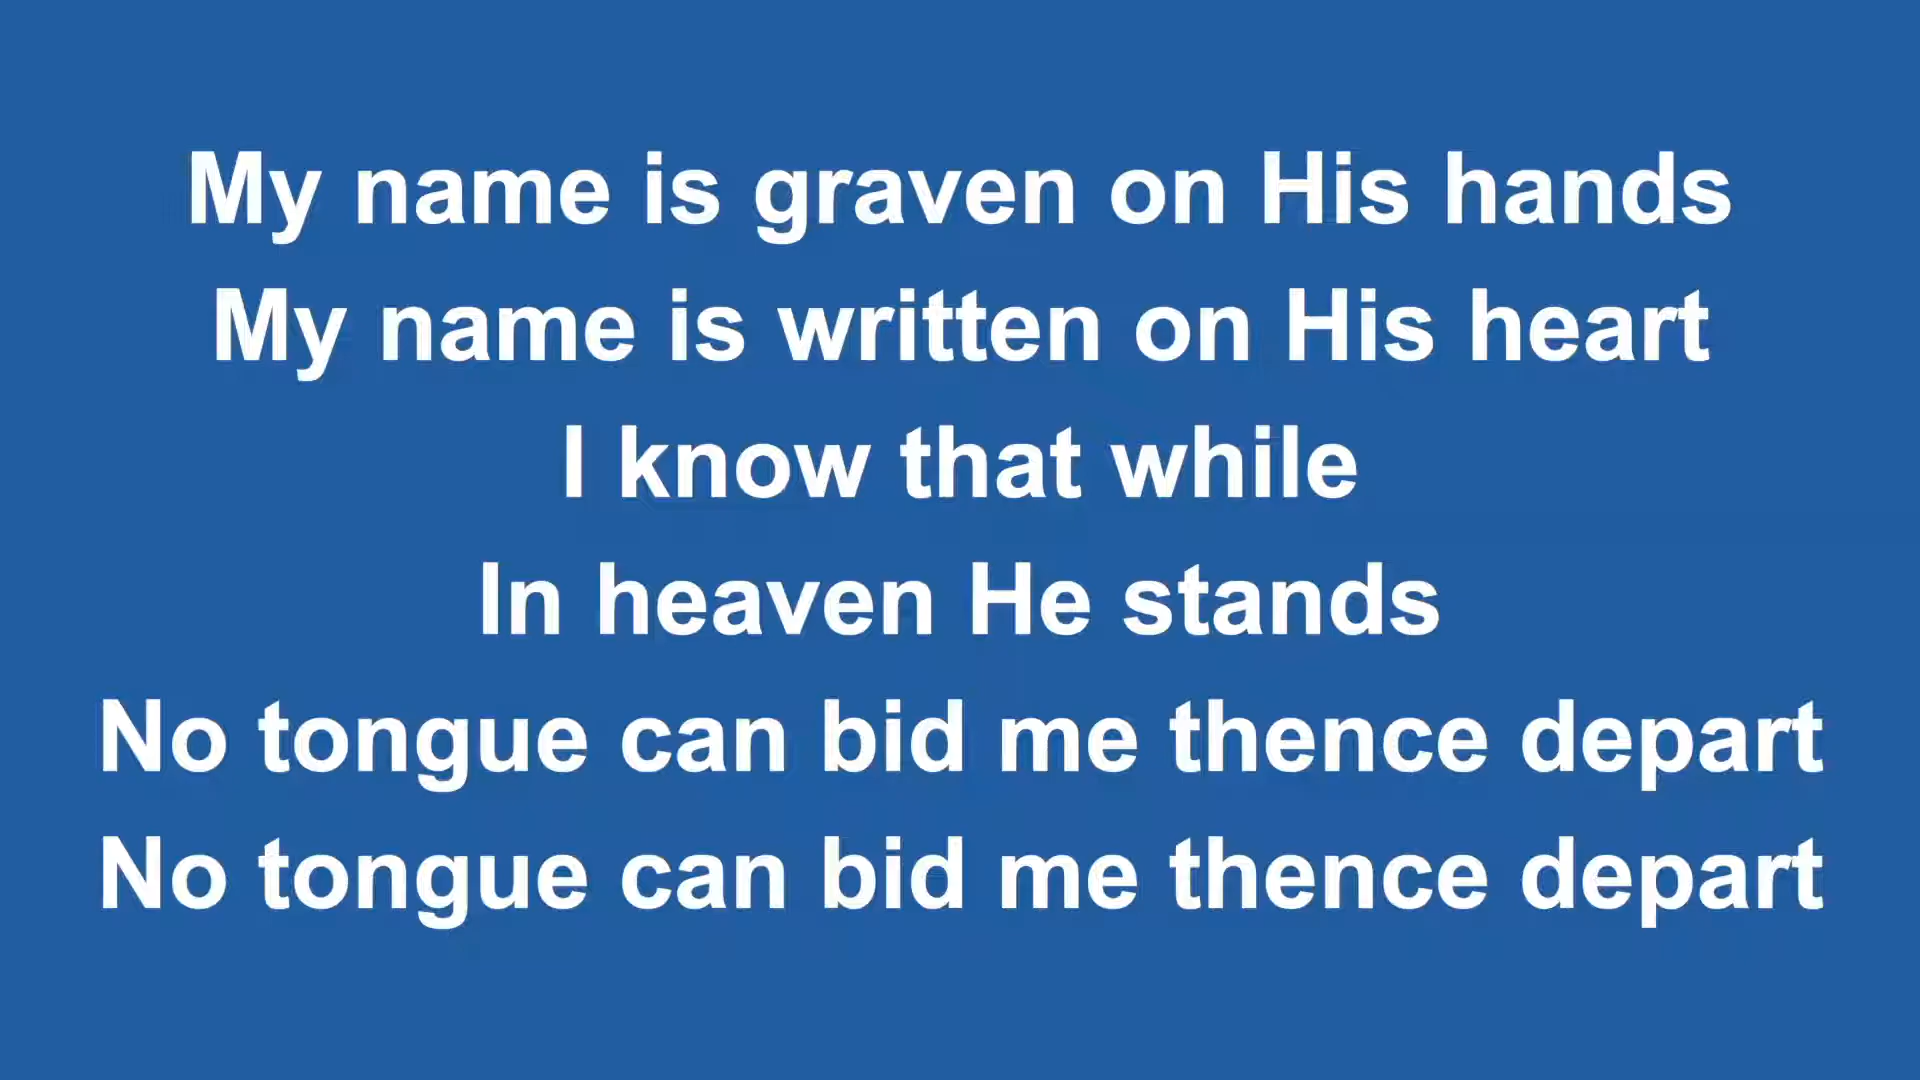 My name is graven on His hands
My name is written on His heart
I know that while
In heaven He stands
No tongue can bid me thence depart
No tongue can bid me thence depart